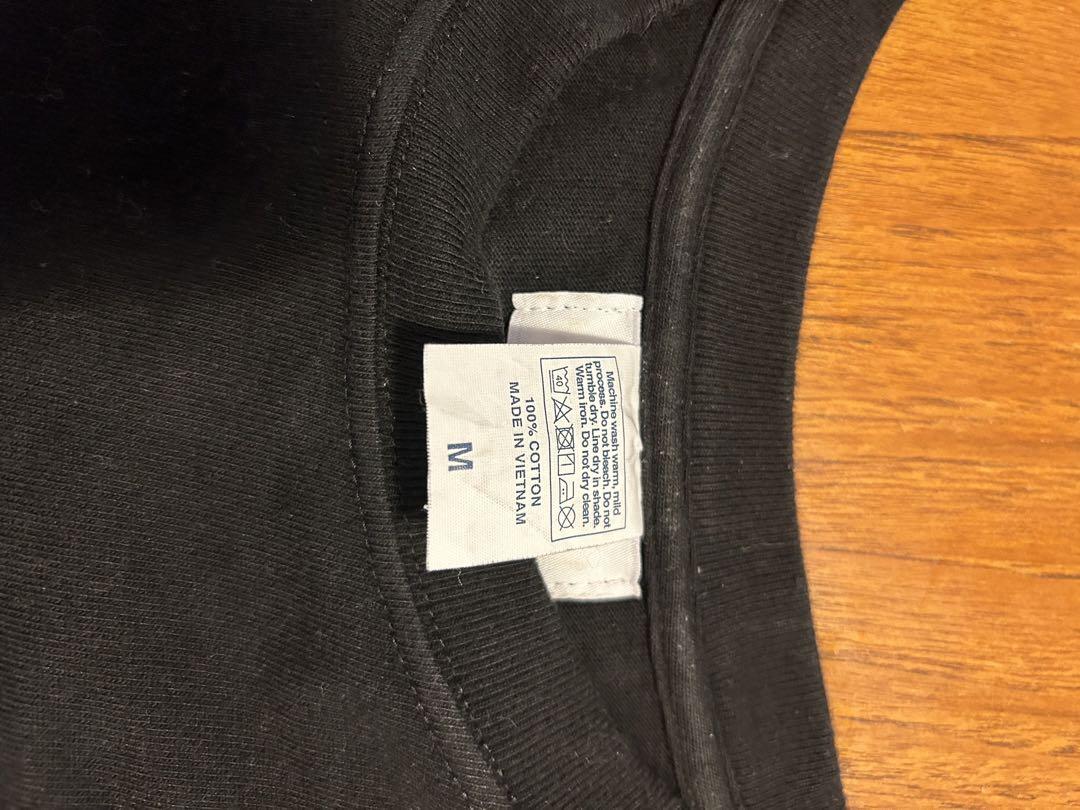 Machine wash warm, mild
process. Do not bleach. Do not
tumble dry. Line dry in shade.
Warm iron. Do not dry clean.
40
100% COTTON
MADE IN VIETNAM
M